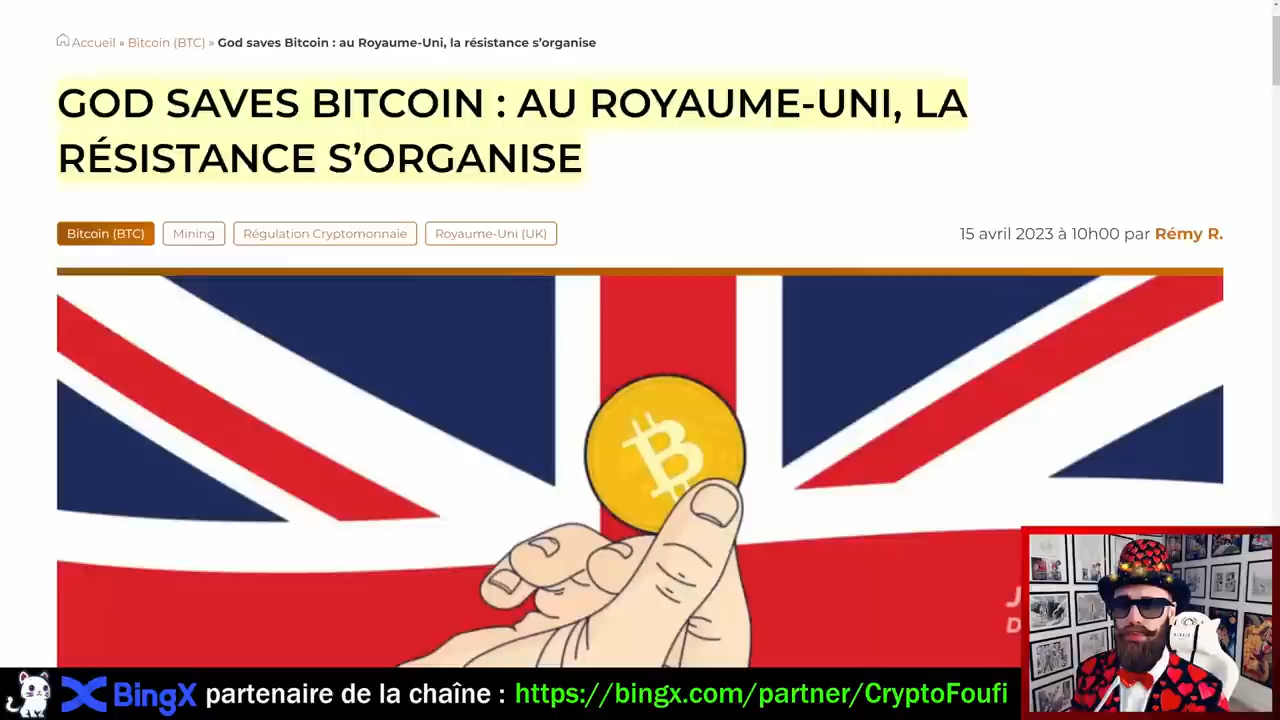 Accueil » Bitcoin (BTC) » God saves Bitcoin : au Royaume-Uni, la résistance s’organise
GOD SAVES BITCOIN : AU ROYAUME-UNI, LA
RÉSISTANCE S’ORGANISE
Bitcoin (BTC) Mining Régulation Cryptomonnaie Royaume-Uni (UK)
15 avril 2023 à 10h00 par Rémy R.
BingX partenaire de la chaîne : https://bingx.com/partner/CryptoFoufi